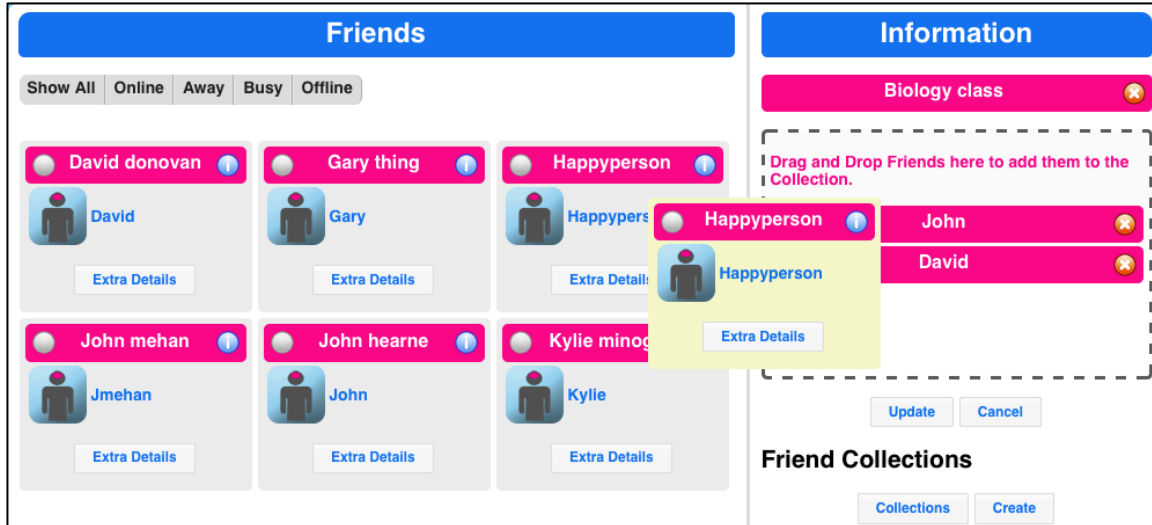 Friends
Show All Online Away Busy Offline
David donovan
David
Extra Details
Gary thing
Gary
Extra Details
Happyperson
Happypers
Extra Detail
John mehan
Jmehan
Extra Details
John hearne
John
Extra Details
Kylie minog
Kylie
Extra Details
Happyperson
Happyperson
Extra Details
Information
Biology class
Drag and Drop Friends here to add them to the
Collection.
John
David
Update Cancel
Friend Collections
Collections Create